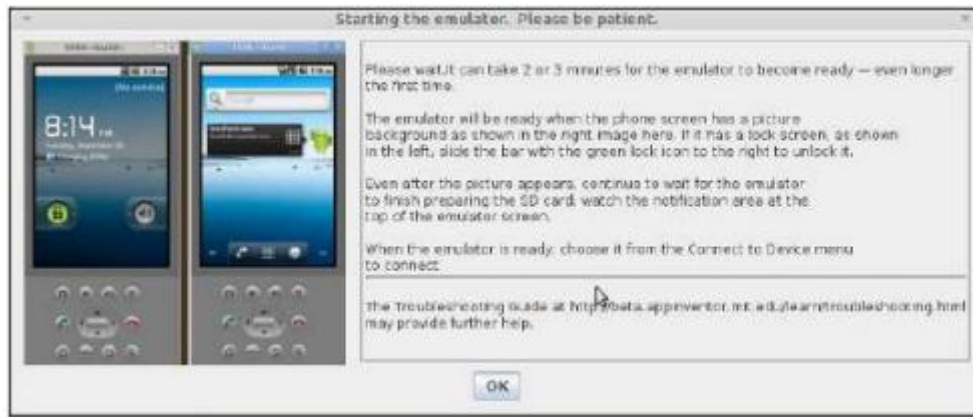 Starting the emulator. Please be patient.
[No service]
8:14 PM
Please wait.It can take 2 or 3 minutes for the emulator to become ready — even longer
the first time.
The emulator will be ready when the phone screen has a picture
background as shown in the right image here. If it has a lock screen, as shown
in the left, slide the bar with the green lock icon to the right to unlock it.
Even after the picture appears, continue to wait for the emulator
to finish preparing the SD card: watch the notification area at the
top of the emulator screen.
When the emulator is ready, choose it from the Connect to Device menu
to connect
The Troubleshooting Guide at http://beta.appinventor.mit.edu/learn/troubleshooting.html
may provide further help.
OK